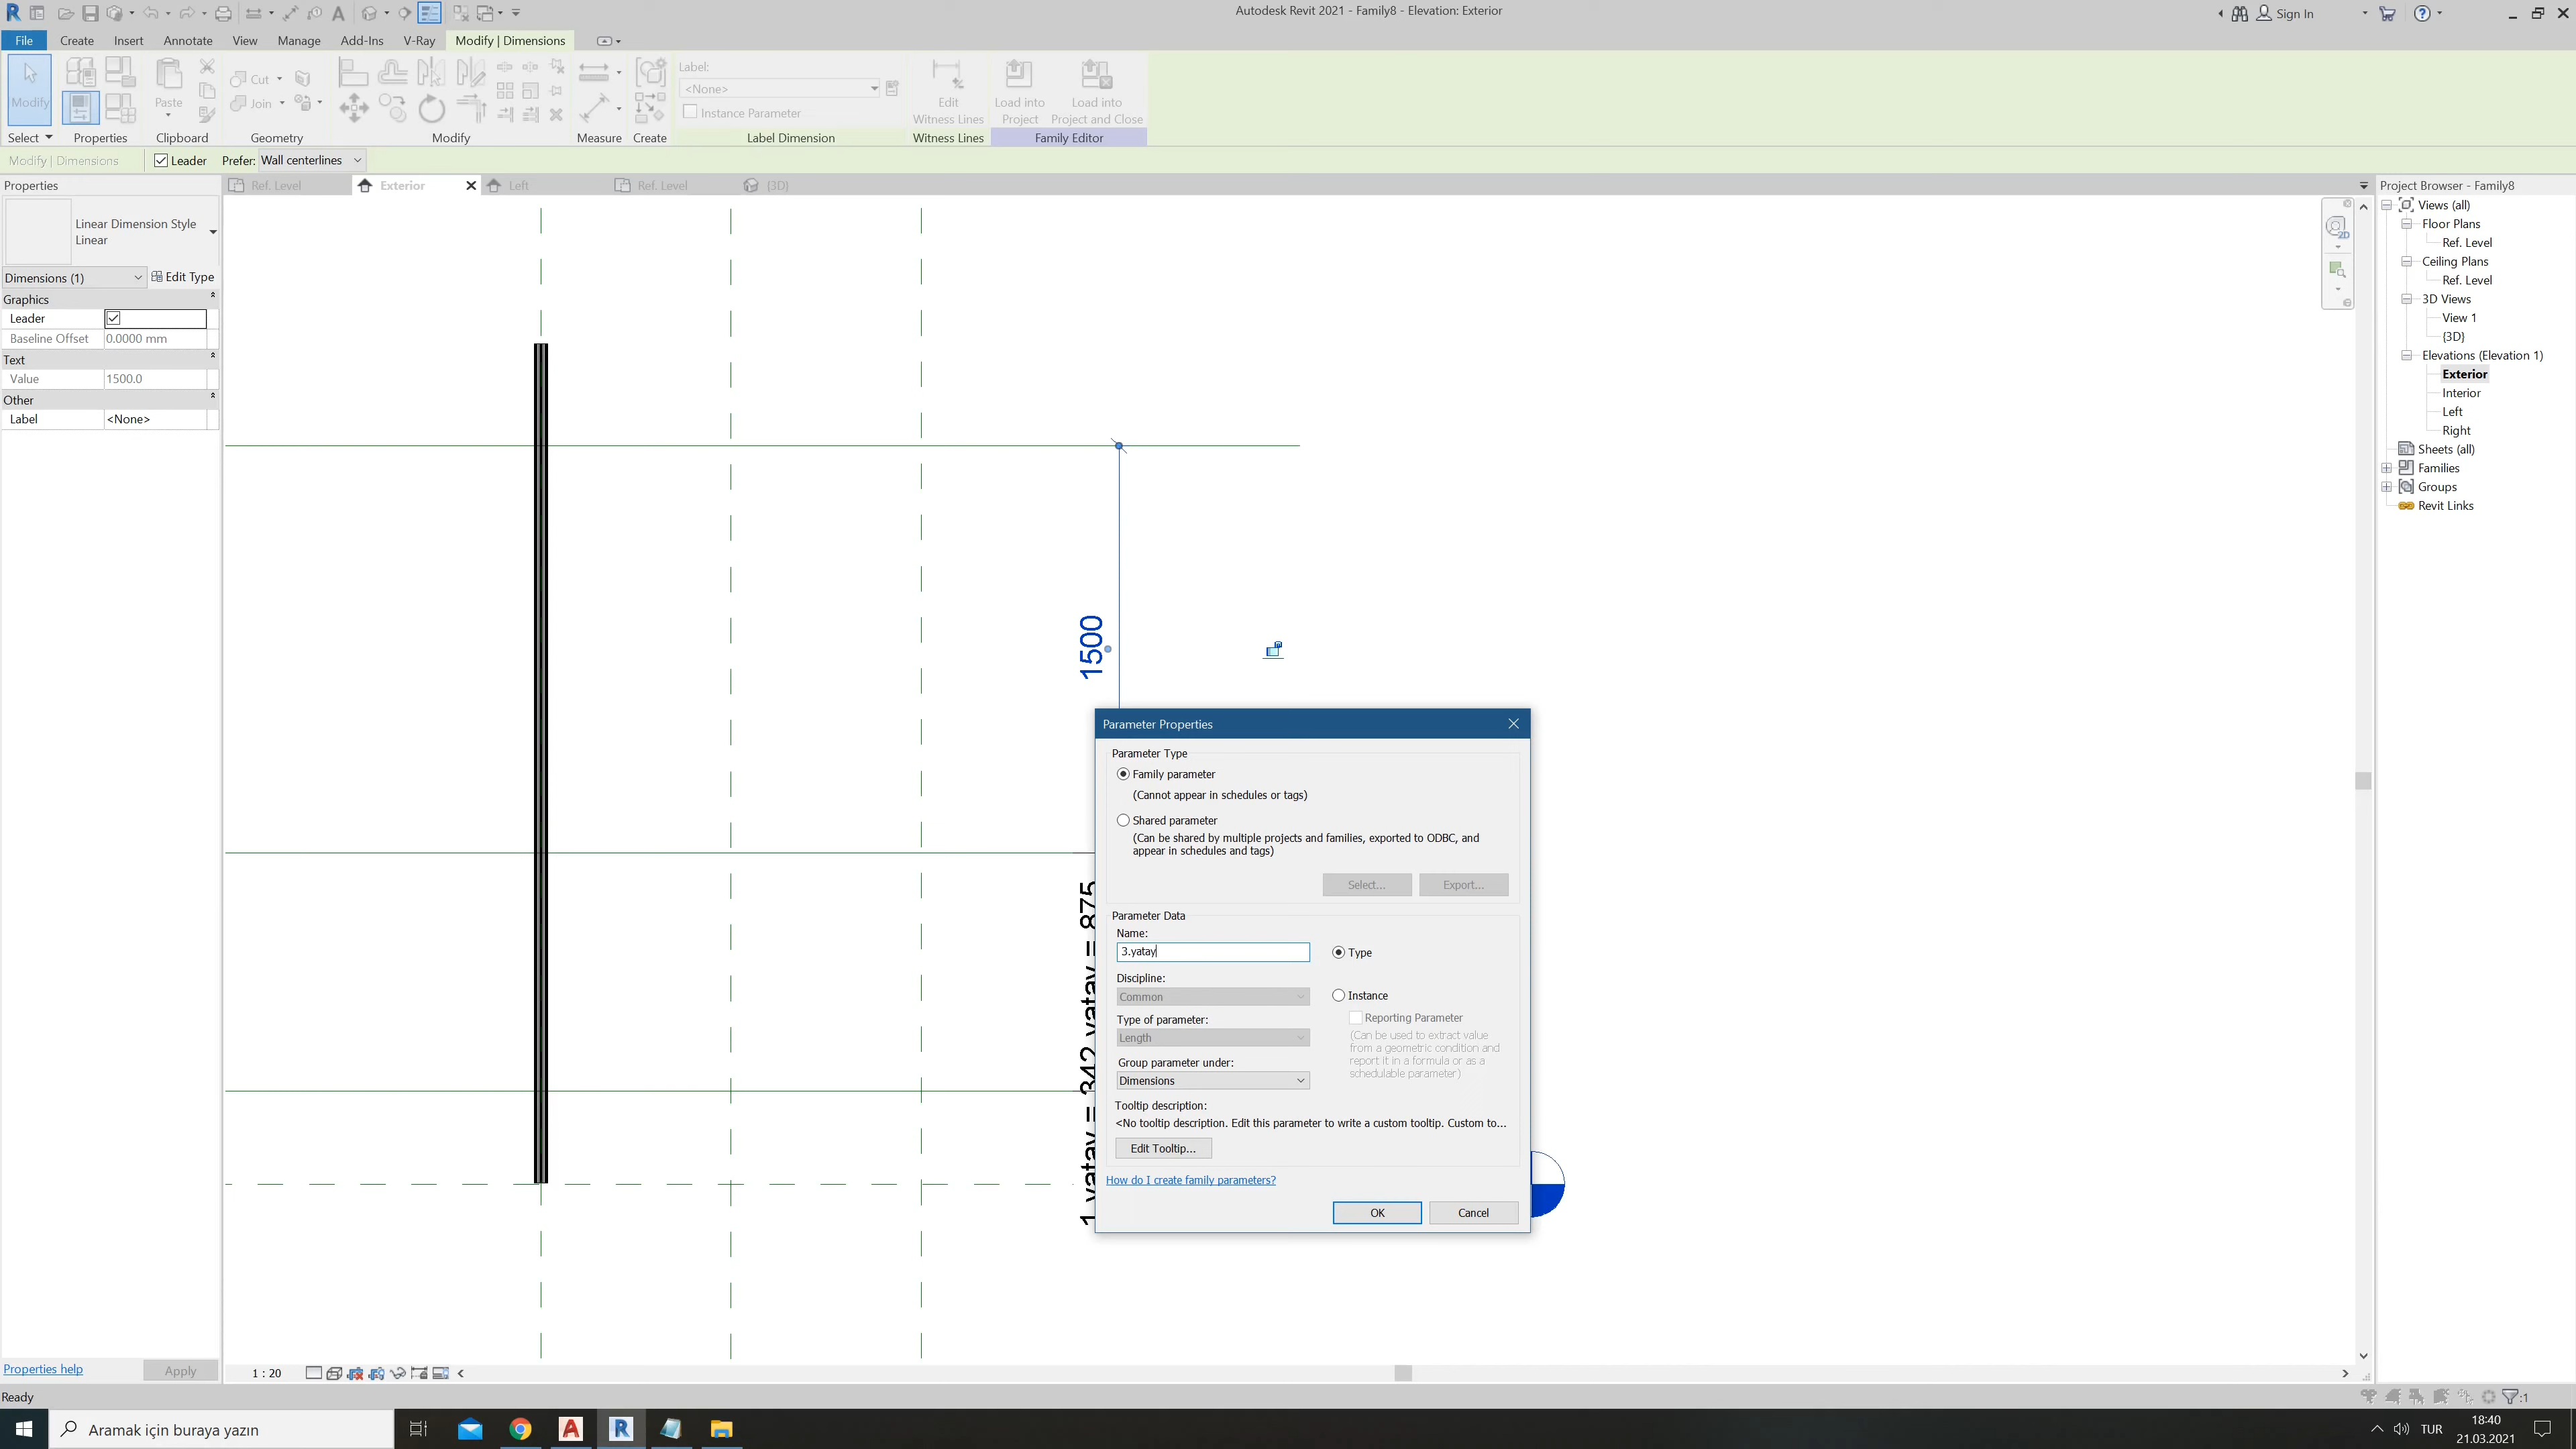 Autodesk Revit 2021 - Family8 - Elevation: Exterior
Sign In
File Create Insert Annotate View Manage Add-Ins V-Ray Modify | Dimensions
Modify
Paste
Cut
Join
Label:
<None>
Instance Parameter
Edit
Witness Lines
Load into
Project
Load into
Project and Close
Select Properties Clipboard Geometry Modify Measure Create Label Dimension Witness Lines Family Editor
Modify | Dimensions Leader Prefer: Wall centerlines
Properties
Ref. Level Exterior Left Ref. Level {3D}
Linear Dimension Style
Linear
Dimensions (1) Edit Type
Graphics
Leader
Baseline Offset 0.0000 mm
Text
Value 1500.0
Other
Label <None>
Properties help Apply
2D
1500
Project Browser - Family8
Views (all)
Floor Plans
Ref. Level
Ceiling Plans
Ref. Level
3D Views
View 1
{3D}
Elevations (Elevation 1)
Exterior
Interior
Left
Right
Sheets (all)
Families
Groups
Revit Links
Parameter Properties
Parameter Type
Family parameter
(Cannot appear in schedules or tags)
Shared parameter
(Can be shared by multiple projects and families, exported to ODBC, and
appear in schedules and tags)
Select... Export...
Parameter Data
Name:
3.yatay
Type
Discipline:
Common
Instance
Type of parameter:
Length
Reporting Parameter
(Can be used to extract value
from a geometric condition and
report it in a formula or as a
schedulable parameter)
Group parameter under:
Dimensions
Tooltip description:
<No tooltip description. Edit this parameter to write a custom tooltip. Custom to...
Edit Tooltip...
How do I create family parameters?
OK Cancel
yatay = 875
1.yatay = 342
1 : 20
Ready
:1
Aramak için buraya yazın
TUR
18:40
21.03.2021